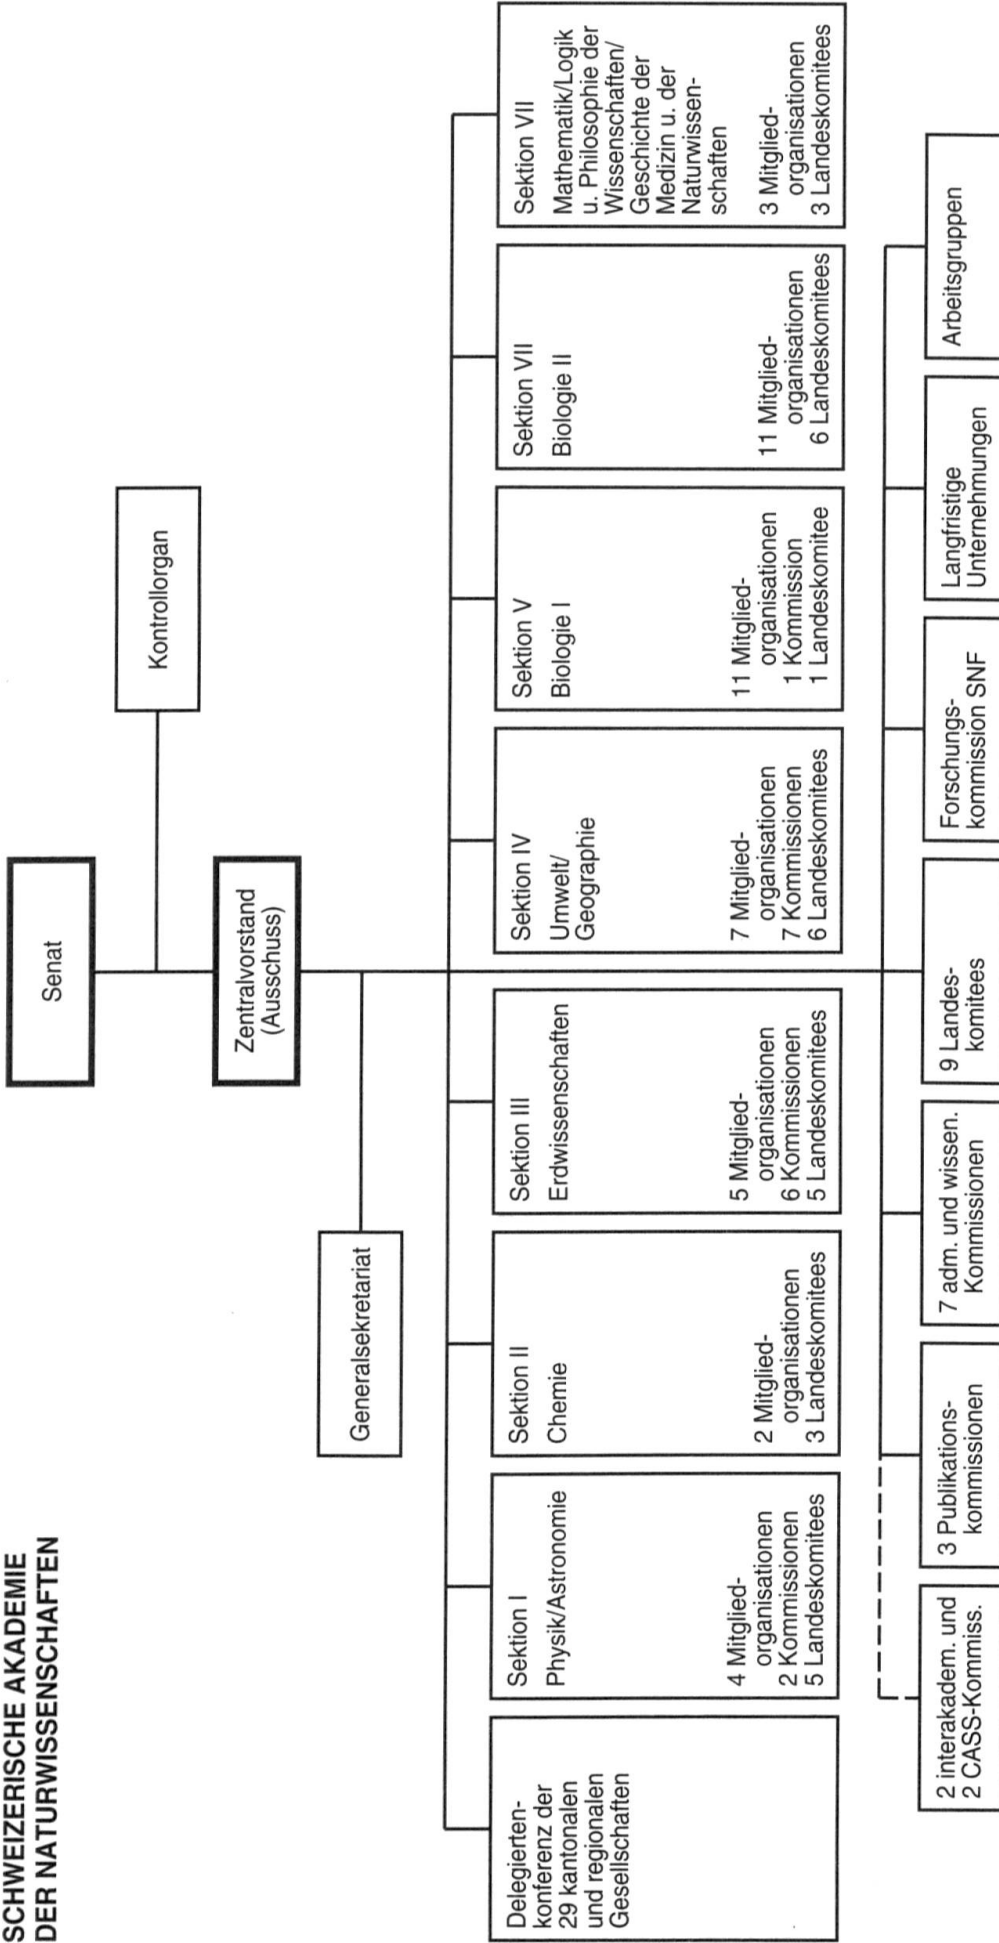 SCHWEIZERISCHE AKADEMIE
DER NATURWISSENSCHAFTEN
Senat
Kontrollorgan
Zentralvorstand
(Ausschuss)
Generalsekretariat
Delegierten-
konferenz der
29 kantonalen
und regionalen
Gesellschaften
Sektion I
Physik/Astronomie
4 Mitglied-
organisationen
2 Kommissionen
5 Landeskomitees
Sektion II
Chemie
2 Mitglied-
organisationen
3 Landeskomitees
Sektion III
Erdwissenschaften
5 Mitglied-
organisationen
6 Kommissionen
5 Landeskomitees
Sektion IV
Umwelt/
Geographie
7 Mitglied-
organisationen
7 Kommissionen
6 Landeskomitees
Sektion V
Biologie I
11 Mitglied-
organisationen
1 Kommission
1 Landeskomitee
Sektion VII
Biologie II
11 Mitglied-
organisationen
6 Landeskomitees
Sektion VII
Mathematik/Logik
u. Philosophie der
Wissenschaften/
Geschichte der
Medizin u. der
Naturwissen-
schaften
3 Mitglied-
organisationen
3 Landeskomitees
2 interakadem. und
2 CASS-Kommiss.
3 Publikations-
kommissionen
7 adm. und wissen.
Kommissionen
9 Landes-
komitees
Forschungs-
kommission SNF
Langfristige
Unternehmungen
Arbeitsgruppen